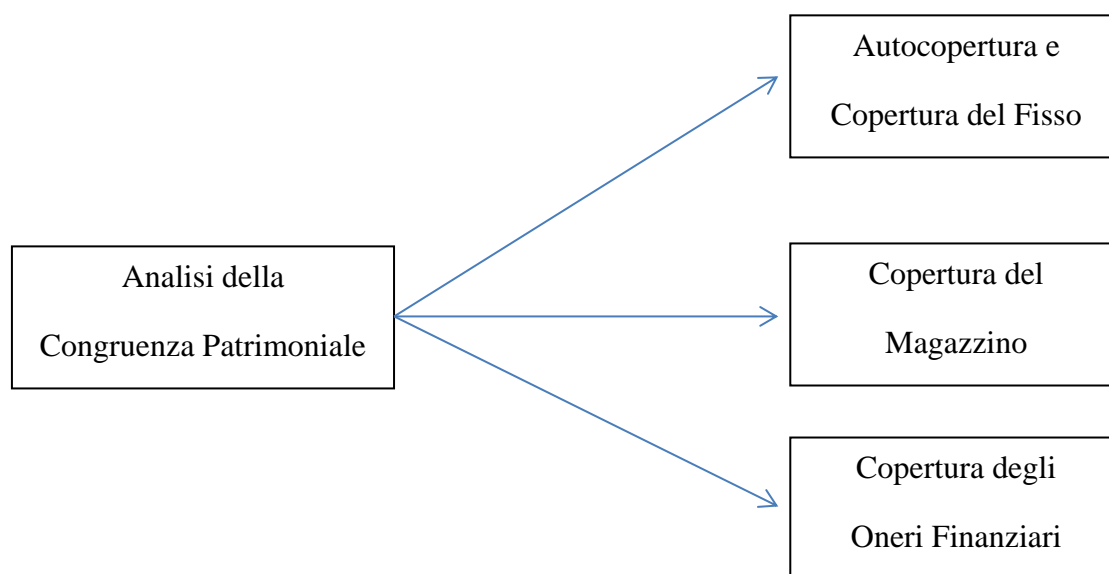 Autocopertura e
Copertura del Fisso
Analisi della
Congruenza Patrimoniale
Copertura del
Magazzino
Copertura degli
Oneri Finanziari